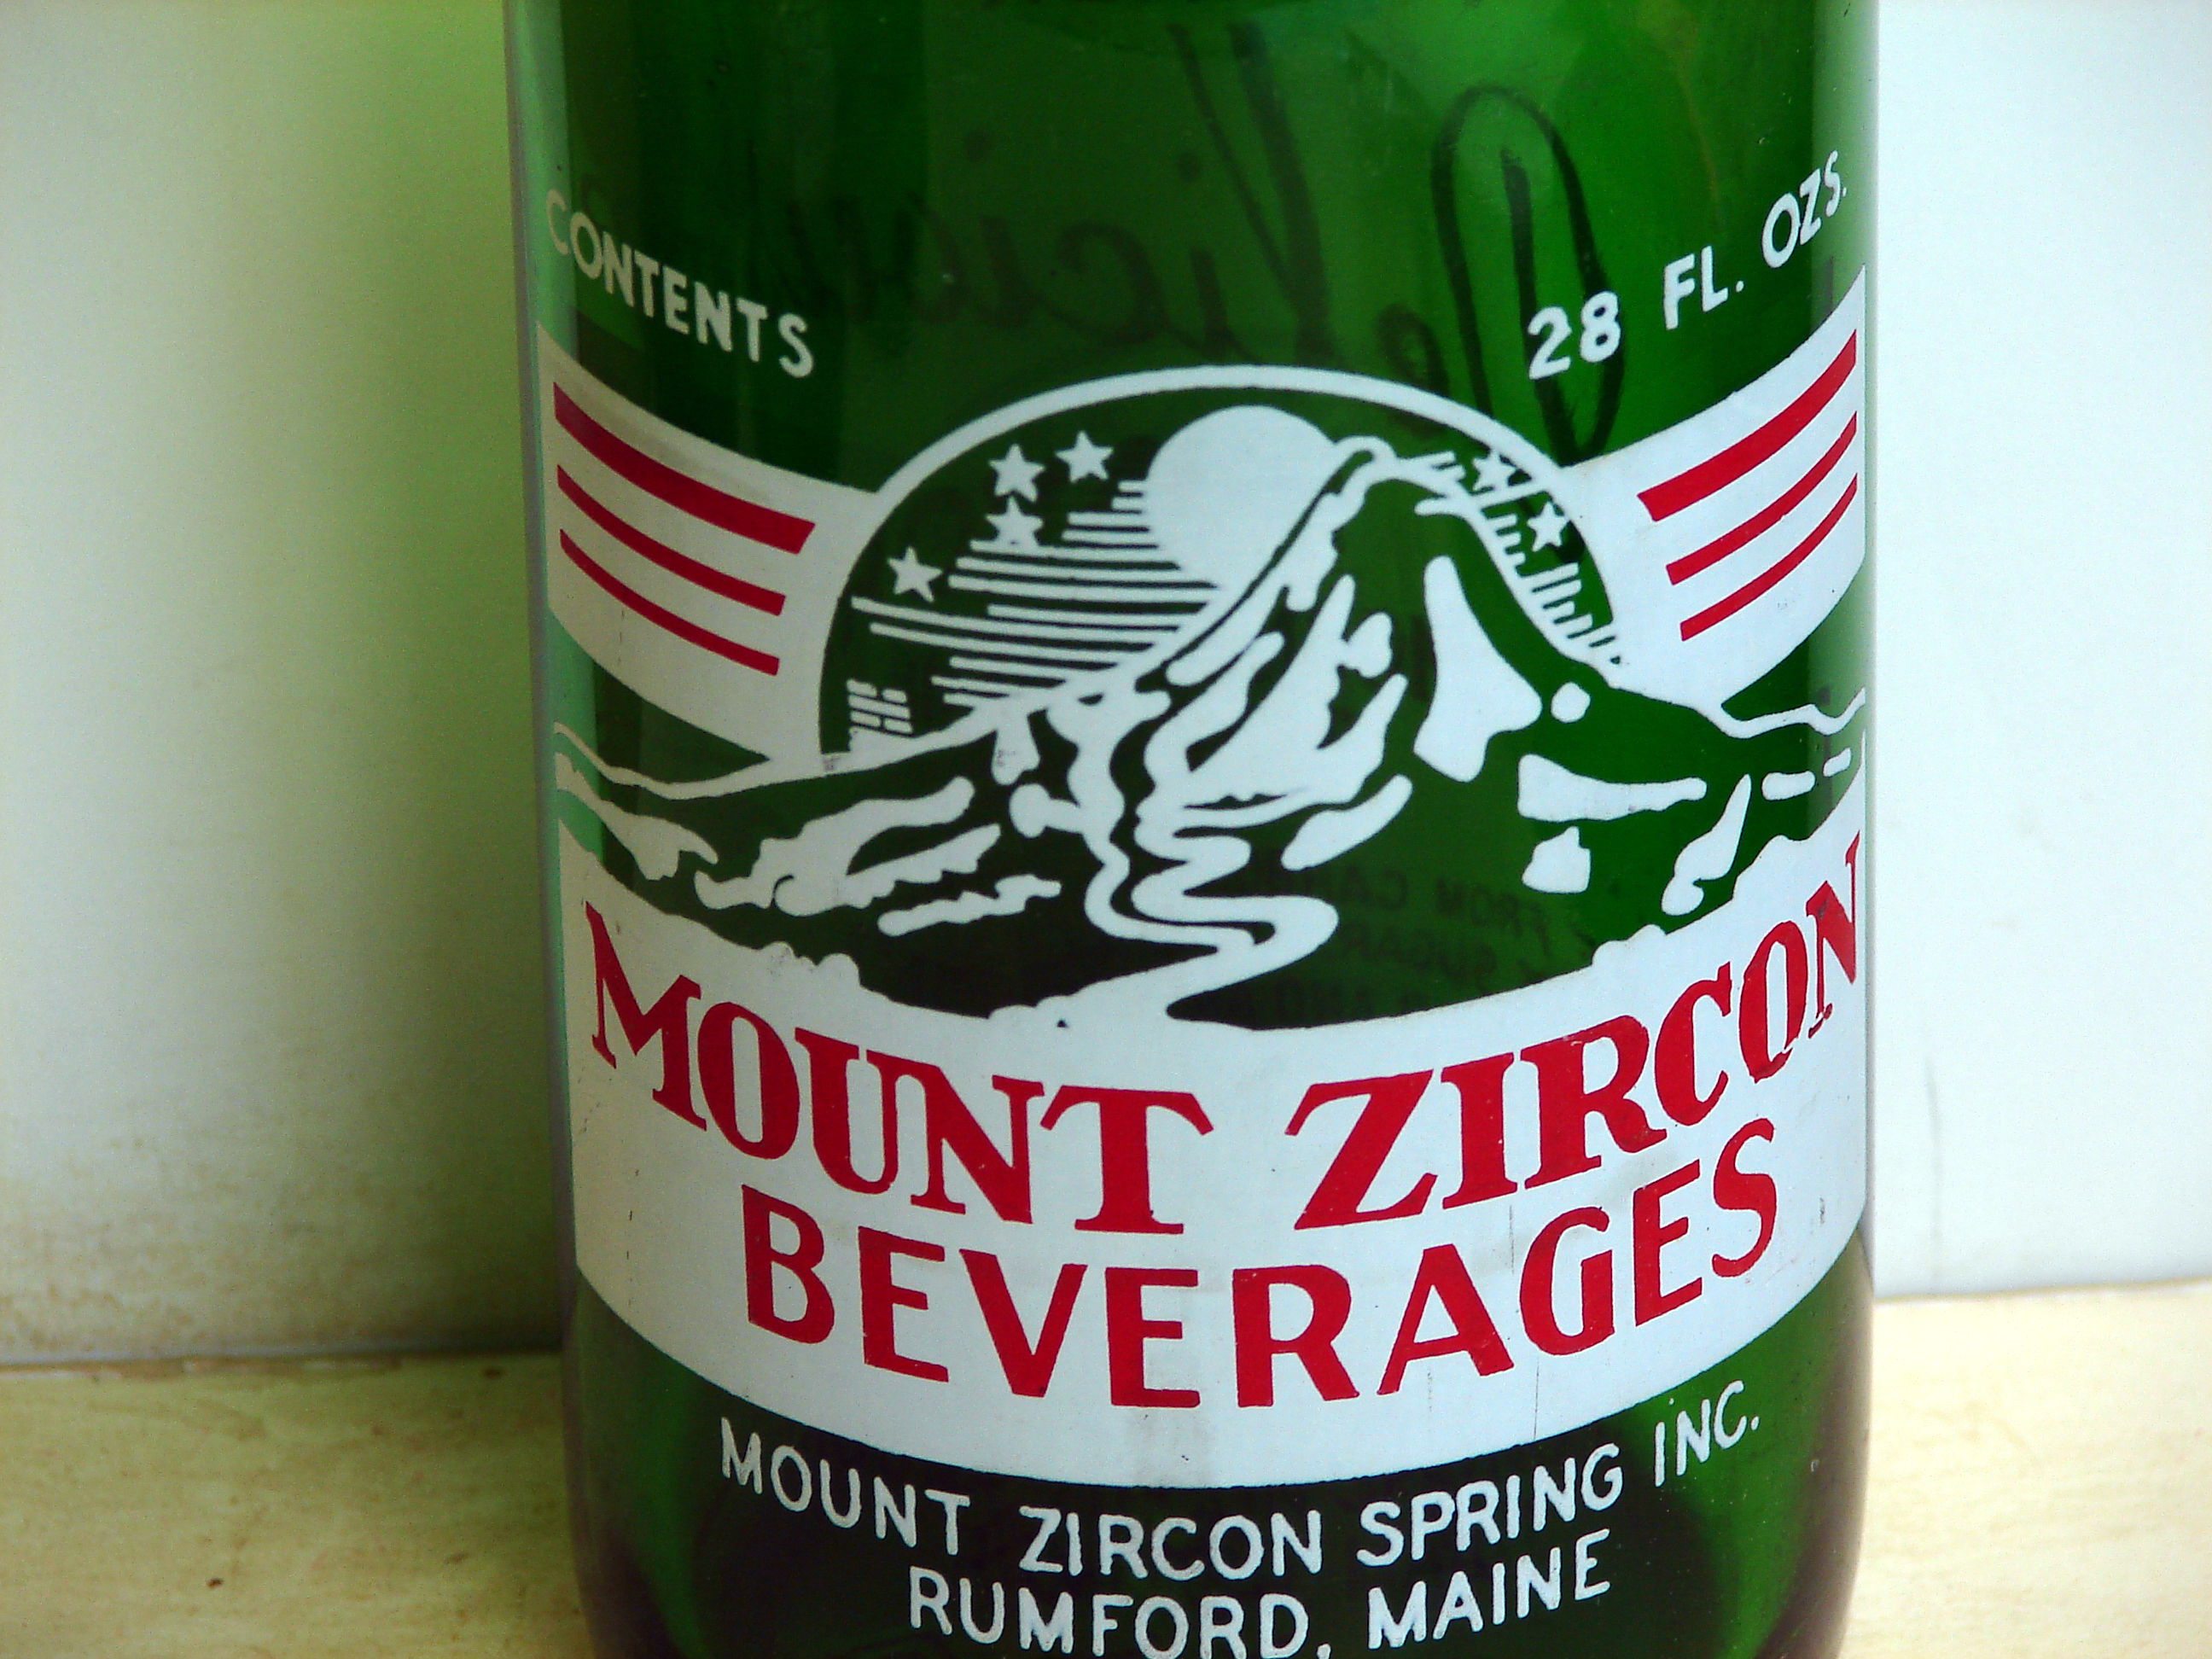 CONTENTS 28 FL. OZS.
MOUNT ZIRCON
BEVERAGES
MOUNT ZIRCON SPRING INC.
RUMFORD, MAINE